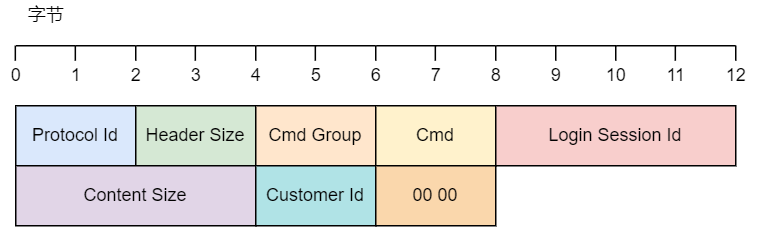 字节
0 1 2 3 4 5 6 7 8 9 10 11 12
Protocol Id Header Size Cmd Group Cmd Login Session Id
Content Size Customer Id 00 00